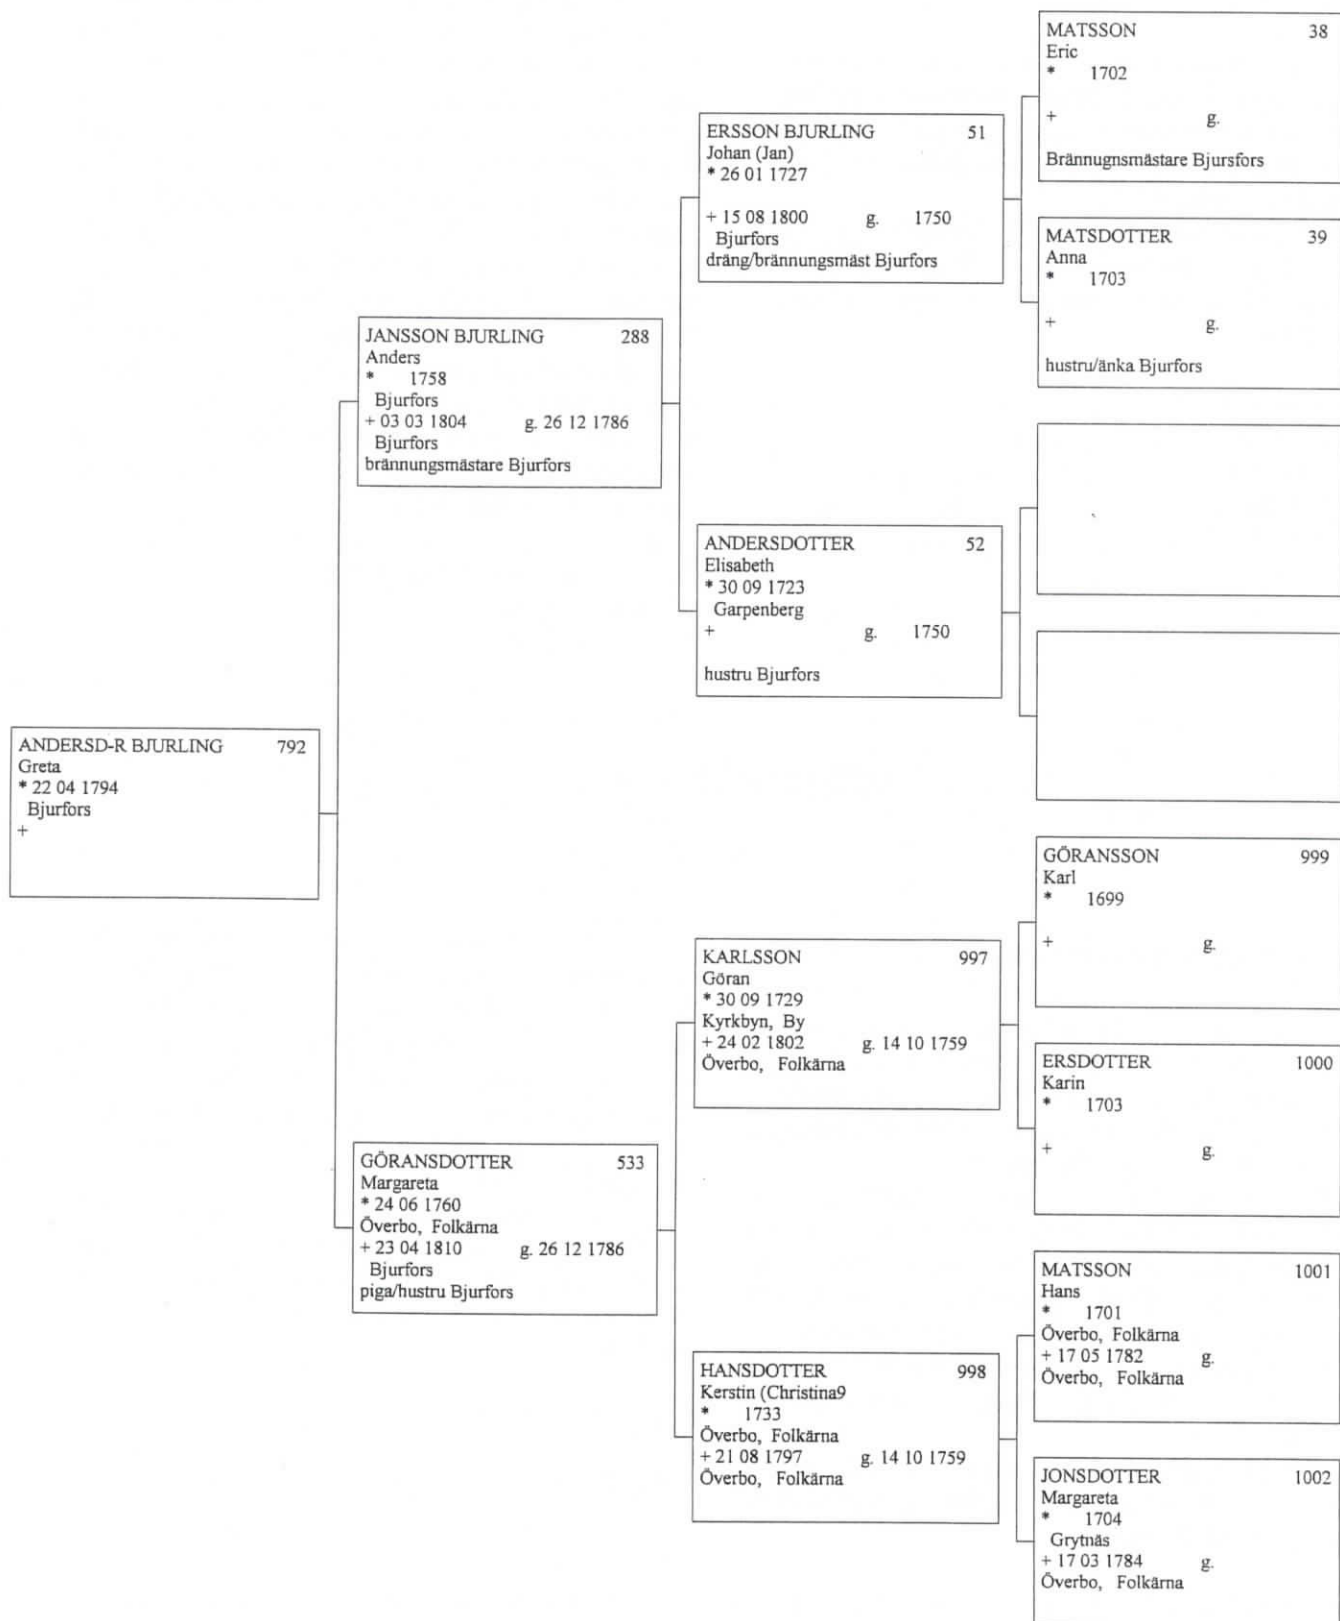 MATSSON 38
Eric
* 1702
+ g.
Brännugnsmästare Bjursfors
ERSSON BJURLING 51
Johan (Jan)
* 26 01 1727
+ 15 08 1800 g. 1750
Bjurfors
dräng/brännungsmäst Bjurfors
MATSDOTTER 39
Anna
* 1703
+ g.
hustru/änka Bjurfors
JANSSON BJURLING 288
Anders
* 1758
Bjurfors
+ 03 03 1804 g. 26 12 1786
Bjurfors
brännungsmästare Bjurfors
ANDERSDOTTER 52
Elisabeth
* 30 09 1723
Garpenberg
+ g. 1750
hustru Bjurfors
ANDERSD-R BJURLING 792
Greta
* 22 04 1794
Bjurfors
+
GÖRANSSON 999
Karl
* 1699
+ g.
KARLSSON 997
Göran
* 30 09 1729
Kyrkbyn, By
+ 24 02 1802 g. 14 10 1759
Överbo, Folkärna
ERSDOTTER 1000
Karin
* 1703
+ g.
GÖRANSDOTTER 533
Margareta
* 24 06 1760
Överbo, Folkärna
+ 23 04 1810 g. 26 12 1786
Bjurfors
piga/hustru Bjurfors
MATSSON 1001
Hans
* 1701
Överbo, Folkärna
+ 17 05 1782 g.
Överbo, Folkärna
HANSDOTTER 998
Kerstin (Christina9
* 1733
Överbo, Folkärna
+ 21 08 1797 g. 14 10 1759
Överbo, Folkärna
JONSDOTTER 1002
Margareta
* 1704
Grytnäs
+ 17 03 1784 g.
Överbo, Folkärna